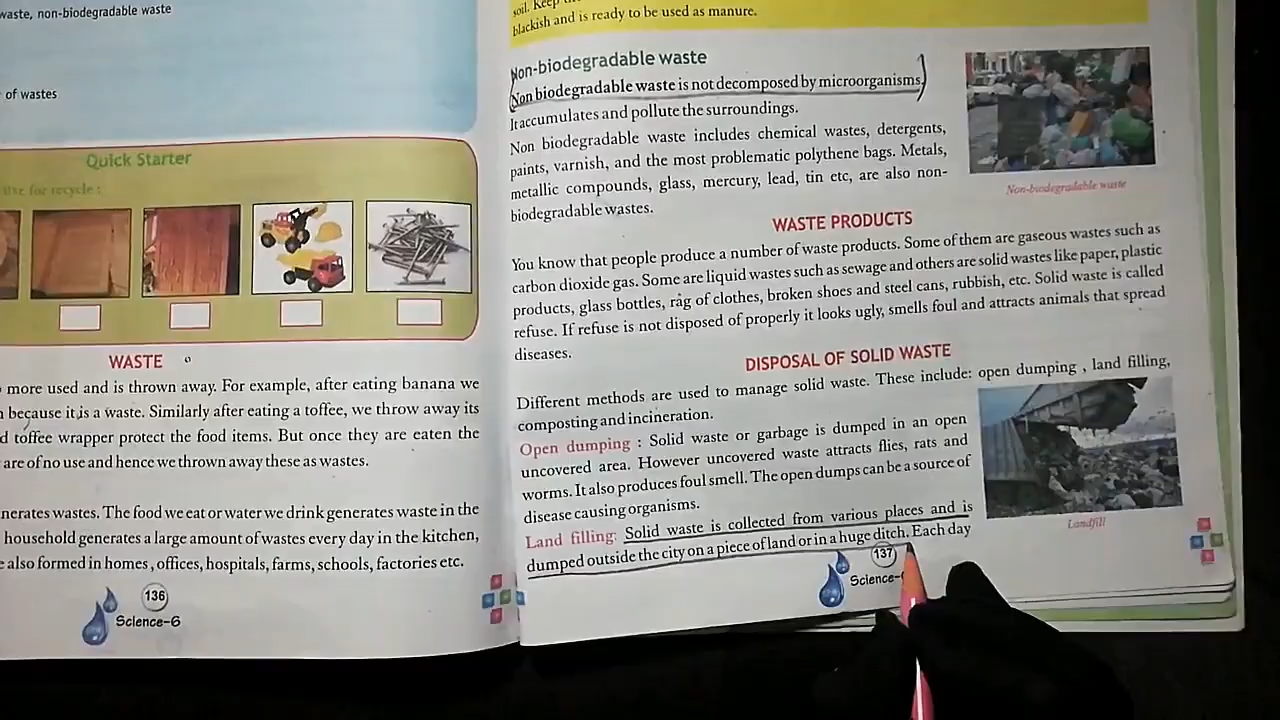 waste, non-biodegradable waste
of wastes
Quick Starter
Use for recycle :
WASTE
more used and is thrown away. For example, after eating banana we
because it is a waste. Similarly after eating a toffee, we throw away its
d toffee wrapper protect the food items. But once they are eaten the
are of no use and hence we thrown away these as wastes.
nerates wastes. The food we eat or water we drink generates waste in the
household generates a large amount of wastes every day in the kitchen,
also formed in homes , offices, hospitals, farms, schools, factories etc.
136
Science-6
soil. Keep
blackish and is ready to be used as manure.
Non-biodegradable waste
Non biodegradable waste is not decomposed by microorganisms.
It accumulates and pollute the surroundings.
Non biodegradable waste includes chemical wastes, detergents,
paints, varnish, and the most problematic polythene bags. Metals,
metallic compounds, glass, mercury, lead, tin etc, are also non-
biodegradable wastes.
Non-biodegradable waste
WASTE PRODUCTS
You know that people produce a number of waste products. Some of them are gaseous wastes such as
carbon dioxide gas. Some are liquid wastes such as sewage and others are solid wastes like paper, plastic
products, glass bottles, rag of clothes, broken shoes and steel cans, rubbish, etc. Solid waste is called
refuse. If refuse is not disposed of properly it looks ugly, smells foul and attracts animals that spread
diseases.
DISPOSAL OF SOLID WASTE
Different methods are used to manage solid waste. These include: open dumping , land filling,
composting and incineration.
Open dumping : Solid waste or garbage is dumped in an open
uncovered area. However uncovered waste attracts flies, rats and
worms. It also produces foul smell. The open dumps can be a source of
disease causing organisms.
Land filling: Solid waste is collected from various places and is
dumped outside the city on a piece of land or in a huge ditch. Each day
Landfill
137
Science-